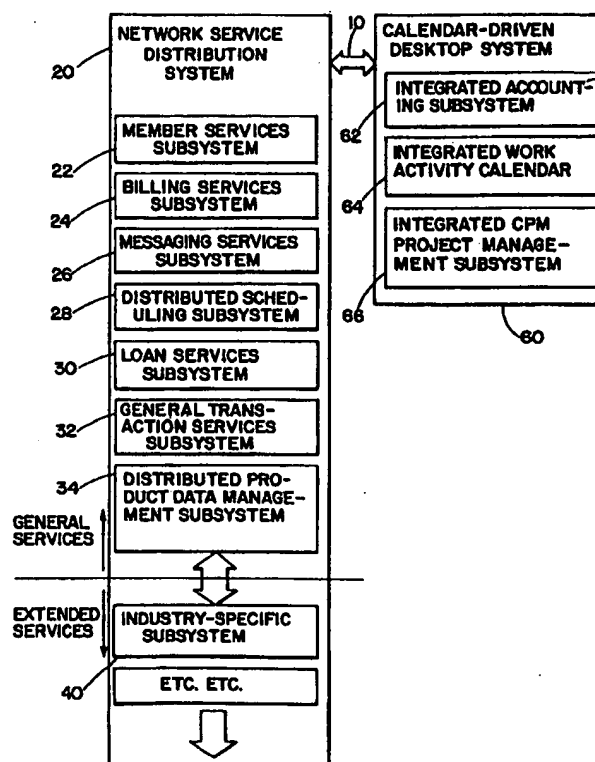 20
NETWORK SERVICE
DISTRIBUTION
SYSTEM
22
MEMBER SERVICES
SUBSYSTEM
24
BILLING SERVICES
SUBSYSTEM
26
MESSAGING SERVICES
SUBSYSTEM
28
DISTRIBUTED SCHED-
ULING SUBSYSTEM
30
LOAN SERVICES
SUBSYSTEM
32
GENERAL TRANS-
ACTION SERVICES
SUBSYSTEM
34
DISTRIBUTED PRO-
DUCT DATA MANAGE-
MENT SUBSYSTEM
GENERAL
SERVICES
EXTENDED
SERVICES
INDUSTRY-SPECIFIC
SUBSYSTEM
40
ETC. ETC.
10
CALENDAR-DRIVEN
DESKTOP SYSTEM
INTEGRATED ACCOUNT-
ING SUBSYSTEM
62
INTEGRATED WORK
ACTIVITY CALENDAR
64
INTEGRATED CPM
PROJECT MANAGE-
MENT SUBSYSTEM
66
60